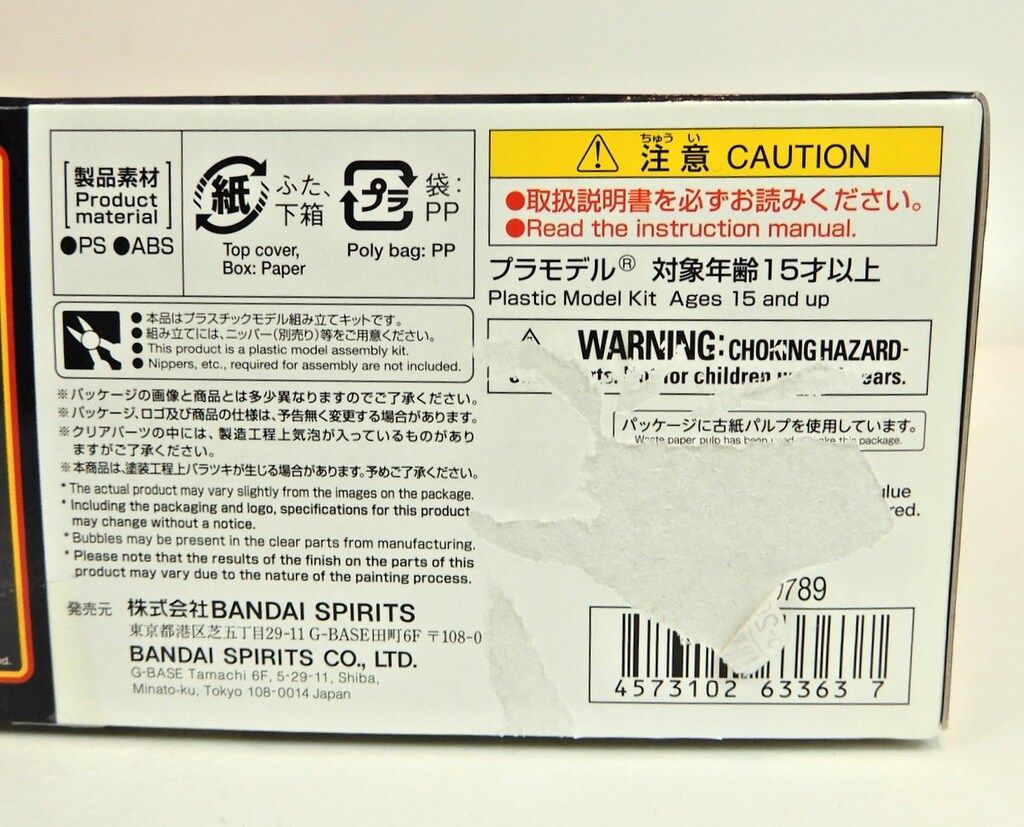 製品素材
Product
material
●PS ●ABS
紙
ふた、
下箱
Top cover,
Box: Paper
プラ
袋：
PP
Poly bag: PP
●本品はプラスチックモデル組み立てキットです。
●組み立てには、ニッパー（別売り）等をご用意ください。
●This product is a plastic model assembly kit.
●Nippers, etc., required for assembly are not included.
※パッケージの画像と商品とは多少異なりますのでご了承ください。
※パッケージ、ロゴ及び商品の仕様は、予告無く変更する場合があります。
※クリアパーツの中には、製造工程上気泡が入っているものがあり
ますがご了承ください。
※本商品は、塗装工程上バラツキが生じる場合があります。予めご了承ください。
* The actual product may vary slightly from the images on the package.
* Including the packaging and logo, specifications for this product
may change without a notice.
* Bubbles may be present in the clear parts from manufacturing.
* Please note that the results of the finish on the parts of this
product may vary due to the nature of the painting process.
発売元 株式会社BANDAI SPIRITS
東京都港区芝五丁目29-11 G-BASE田町6F 〒108-0
BANDAI SPIRITS CO., LTD.
G-BASE Tamachi 6F, 5-29-11, Shiba,
Minato-ku, Tokyo 108-0014 Japan
ちゅう い
注意 CAUTION
●取扱説明書を必ずお読みください。
●Read the instruction manual.
プラモデル® 対象年齢15才以上
Plastic Model Kit Ages 15 and up
WARNING: CHOKING HAZARD-
for children
パッケージに古紙パルプを使用しています。
Waste paper pulp has been package.
0789
4573102 63363 7